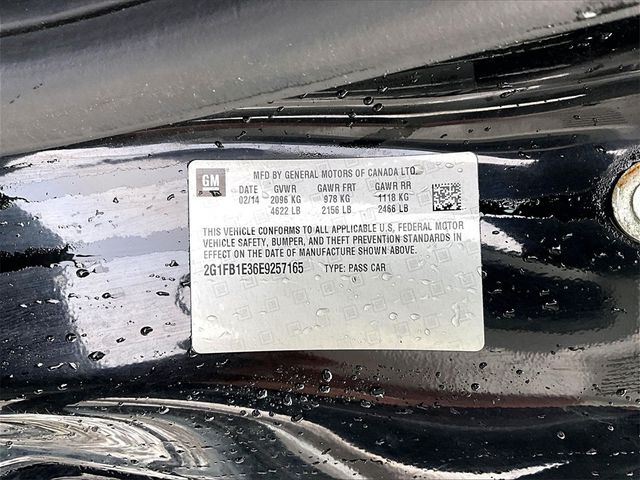 MFD BY GENERAL MOTORS OF CANADA LTD.
GM
DATE GVWR GAWR FRT GAWR RR
02/14 2096 KG 978 KG 1118 KG
4622 LB 2156 LB 2466 LB
THIS VEHICLE CONFORMS TO ALL APPLICABLE U.S. FEDERAL MOTOR
VEHICLE SAFETY, BUMPER, AND THEFT PREVENTION STANDARDS IN
EFFECT ON THE DATE OF MANUFACTURE SHOWN ABOVE.
2G1FB1E36E9257165 TYPE: PASS CAR